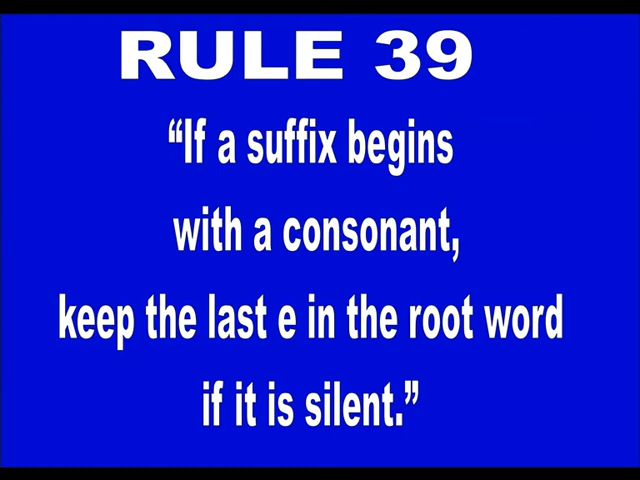 RULE 39
“If a suffix begins
with a consonant,
keep the last e in the root word
if it is silent.”